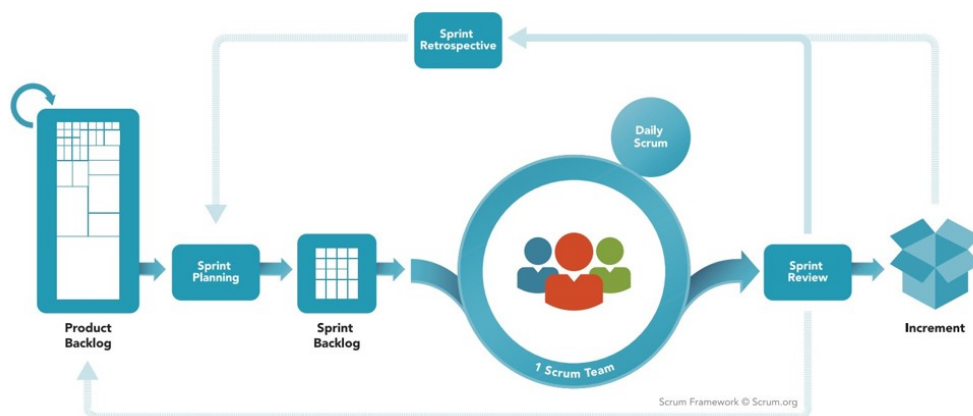 Sprint
Retrospective
Daily
Scrum
Sprint
Planning
Sprint
Review
Product
Backlog
Sprint
Backlog
1 Scrum Team
Increment
Scrum Framework © Scrum.org